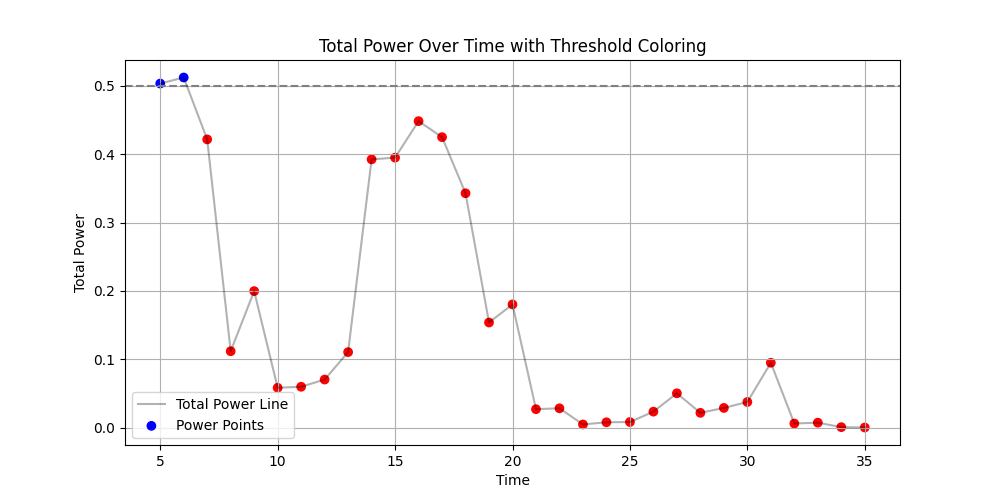 Total Power Over Time with Threshold Coloring
Total Power
0.5
0.4
0.3
0.2
0.1
0.0
Total Power Line
Power Points
5 10 15 20 25 30 35
Time